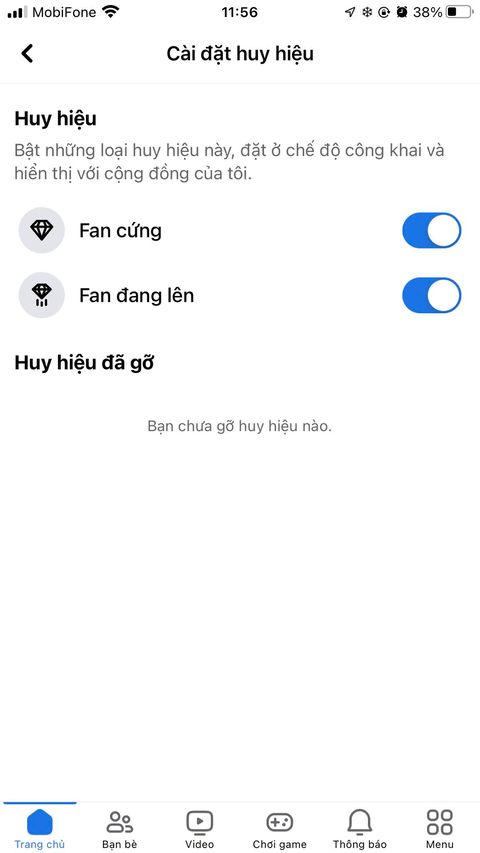 MobiFone 11:56 38%
Cài đặt huy hiệu
Huy hiệu
Bật những loại huy hiệu này, đặt ở chế độ công khai và
hiển thị với cộng đồng của tôi.
Fan cứng
Fan đang lên
Huy hiệu đã gỡ
Bạn chưa gỡ huy hiệu nào.
Trang chủ Bạn bè Video Chơi game Thông báo Menu